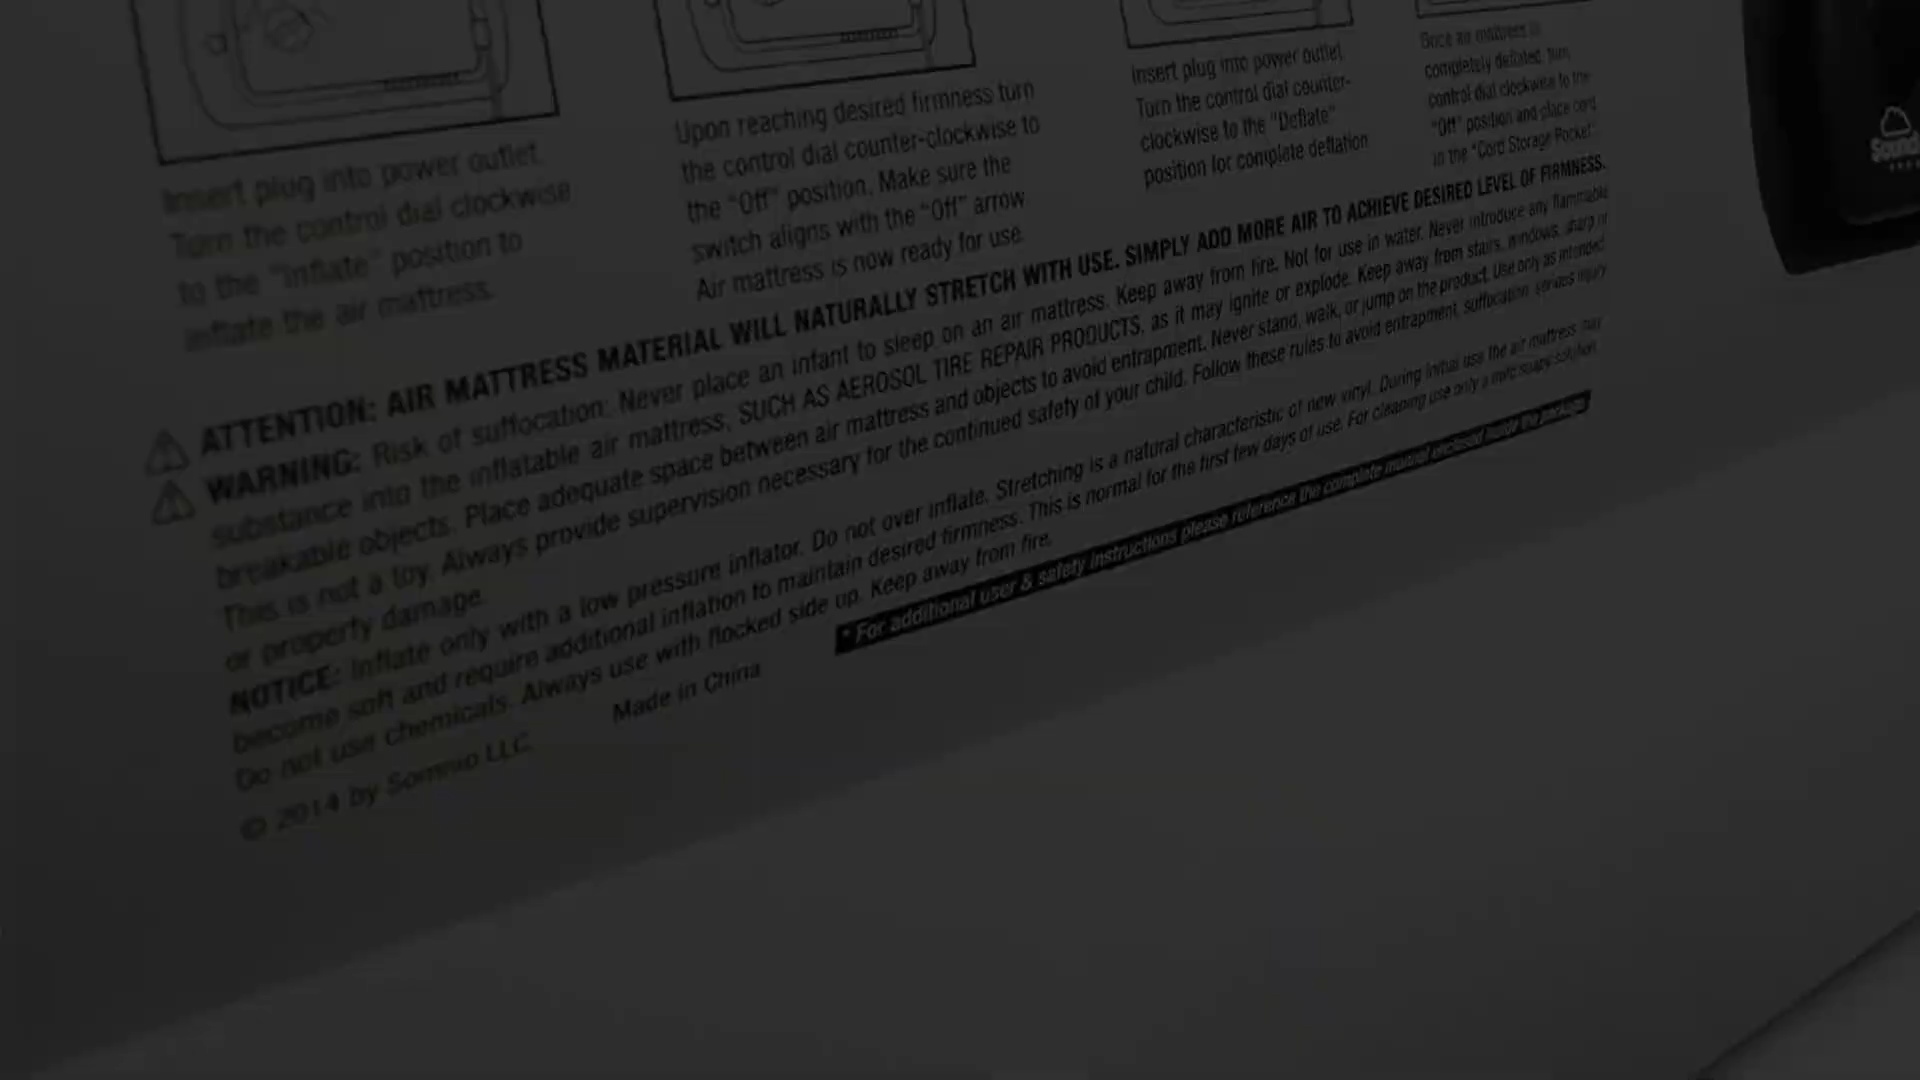 Insert plug into power outlet.
Turn the control dial clockwise
to the "Inflate" position to
inflate the air mattress.
Upon reaching desired firmness turn
the control dial counter-clockwise to
the "Off" position. Make sure the
switch aligns with the "Off" arrow
Air mattress is now ready for use.
Insert plug into power outlet.
Turn the control dial counter-
clockwise to the "Deflate"
position for complete deflation.
Once air mattress is
completely deflated, turn
control dial clockwise to the
"Off" position and place cord
in the "Cord Storage Pocket".
ATTENTION: AIR MATTRESS MATERIAL WILL NATURALLY STRETCH WITH USE. SIMPLY ADD MORE AIR TO ACHIEVE DESIRED LEVEL OF FIRMNESS.
WARNING: Risk of suffocation: Never place an infant to sleep on an air mattress. Keep away from fire. Not for use in water. Never introduce any flammable
substance into the inflatable air mattress, SUCH AS AEROSOL TIRE REPAIR PRODUCTS, as it may ignite or explode. Keep away from stairs, windows, sharp or
breakable objects. Place adequate space between air mattress and objects to avoid entrapment. Never stand, walk, or jump on the product. Use only as intended.
This is not a toy. Always provide supervision necessary for the continued safety of your child. Follow these rules to avoid entrapment, suffocation, serious injury
or property damage.
NOTICE: Inflate only with a low pressure inflator. Do not over inflate. Stretching is a natural characteristic of new vinyl. During initial use the air mattress may
become soft and require additional inflation to maintain desired firmness. This is normal for the first few days of use. For cleaning use only a mild soapy solution.
Do not use chemicals. Always use with flocked side up. Keep away from fire.
* For additional user & safety instructions please reference the complete manual enclosed inside the package.
© 2014 by Somnio LLC.
Made in China